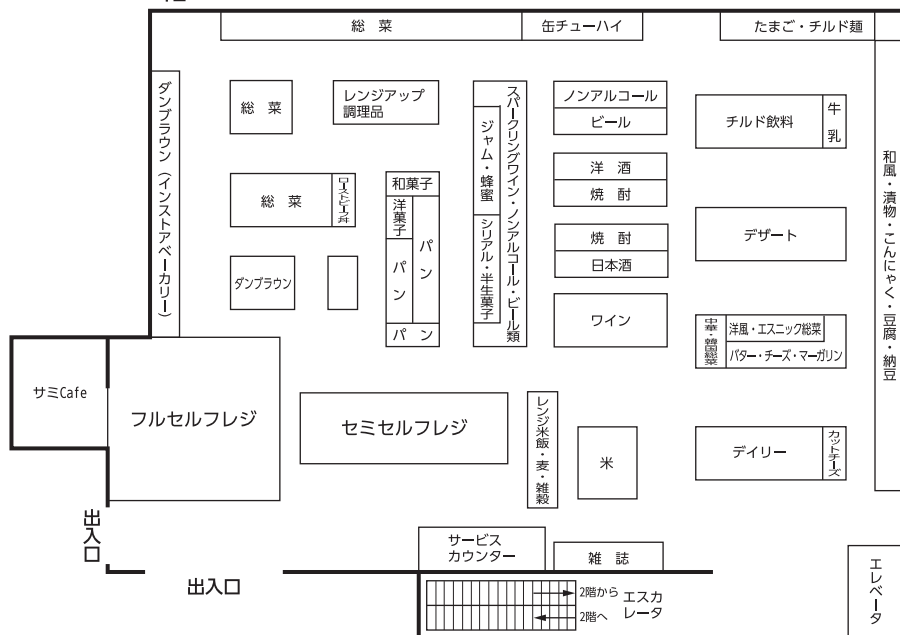 総菜
缶チューハイ
たまご・チルド麺
ダンブラウン（インストアベーカリー）
総菜
レンジアップ
調理品
スパークリングワイン・ノンアルコール・ビール類
ジャム・蜂蜜
シリアル・半生菓子
ノンアルコール
ビール
チルド飲料
牛乳
和風・漬物・こんにゃく・豆腐・納豆
洋酒
焼酎
総菜
ローストビーフ丼
和菓子
洋菓子
パン
パン
パン
焼酎
日本酒
デザート
ダンブラウン
ワイン
中華・韓国総菜
洋風・エスニック総菜
バター・チーズ・マーガリン
サミCafe
フルセルフレジ
セミセルフレジ
レンジ米飯・麦・雑穀
米
デイリー
カットチーズ
出入口
サービス
カウンター
雑誌
出入口
2階から
2階へ
エスカ
レータ
エレベータ